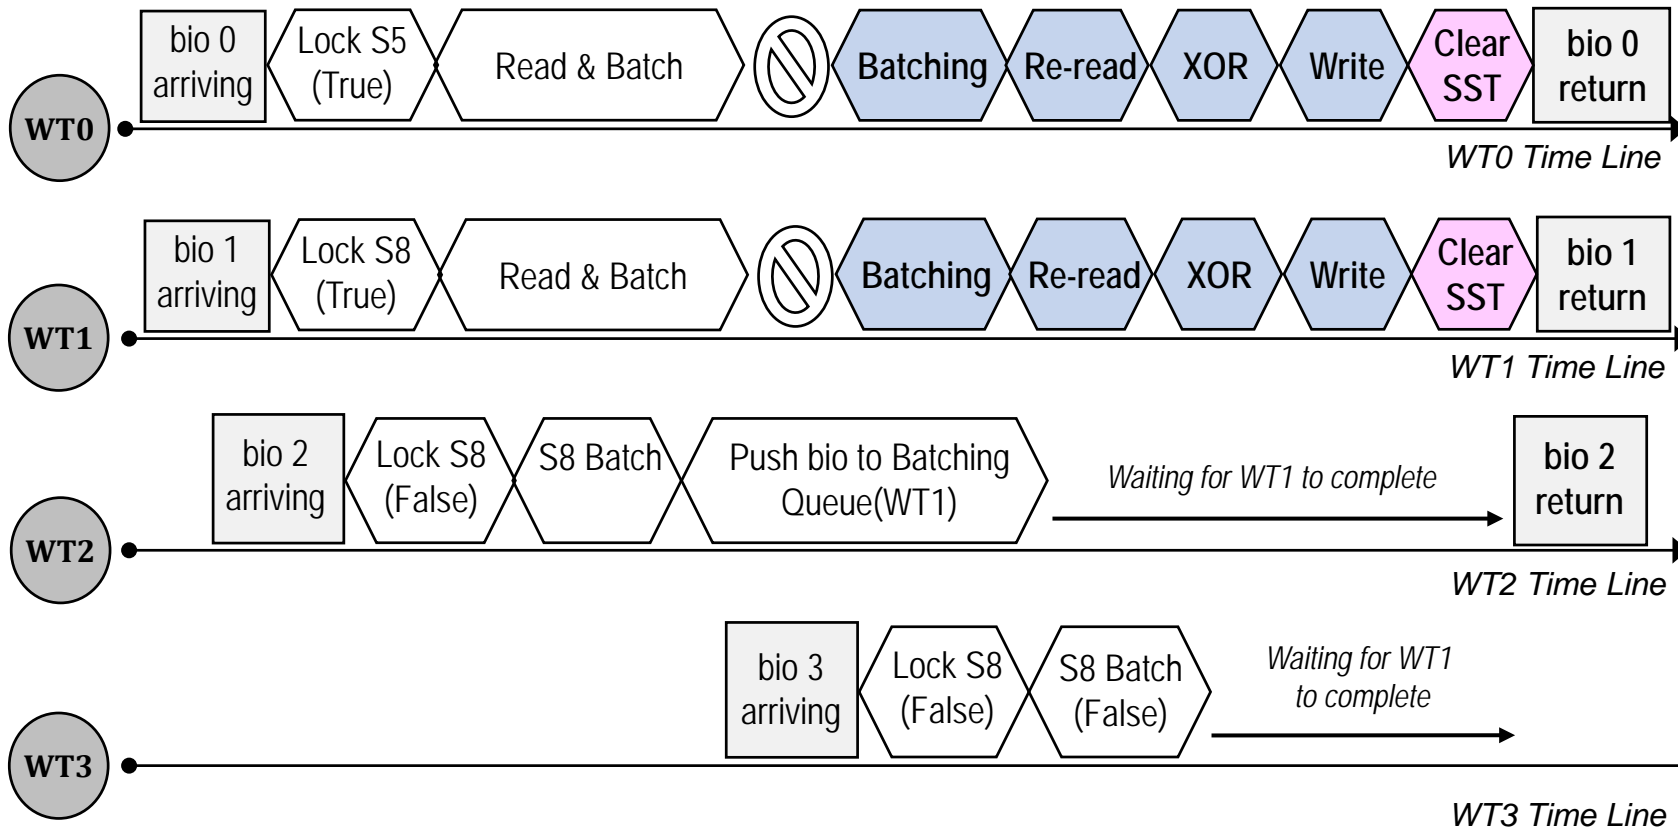 bio 0
arriving
Lock S5
(True)
Read & Batch
Batching
Re-read
XOR
Write
Clear
SST
bio 0
return
WT0
WT0 Time Line
bio 1
arriving
Lock S8
(True)
Read & Batch
Batching
Re-read
XOR
Write
Clear
SST
bio 1
return
WT1
WT1 Time Line
bio 2
arriving
Lock S8
(False)
S8 Batch
Push bio to Batching
Queue(WT1)
Waiting for WT1 to complete
bio 2
return
WT2
WT2 Time Line
bio 3
arriving
Lock S8
(False)
S8 Batch
(False)
Waiting for WT1
to complete
WT3
WT3 Time Line